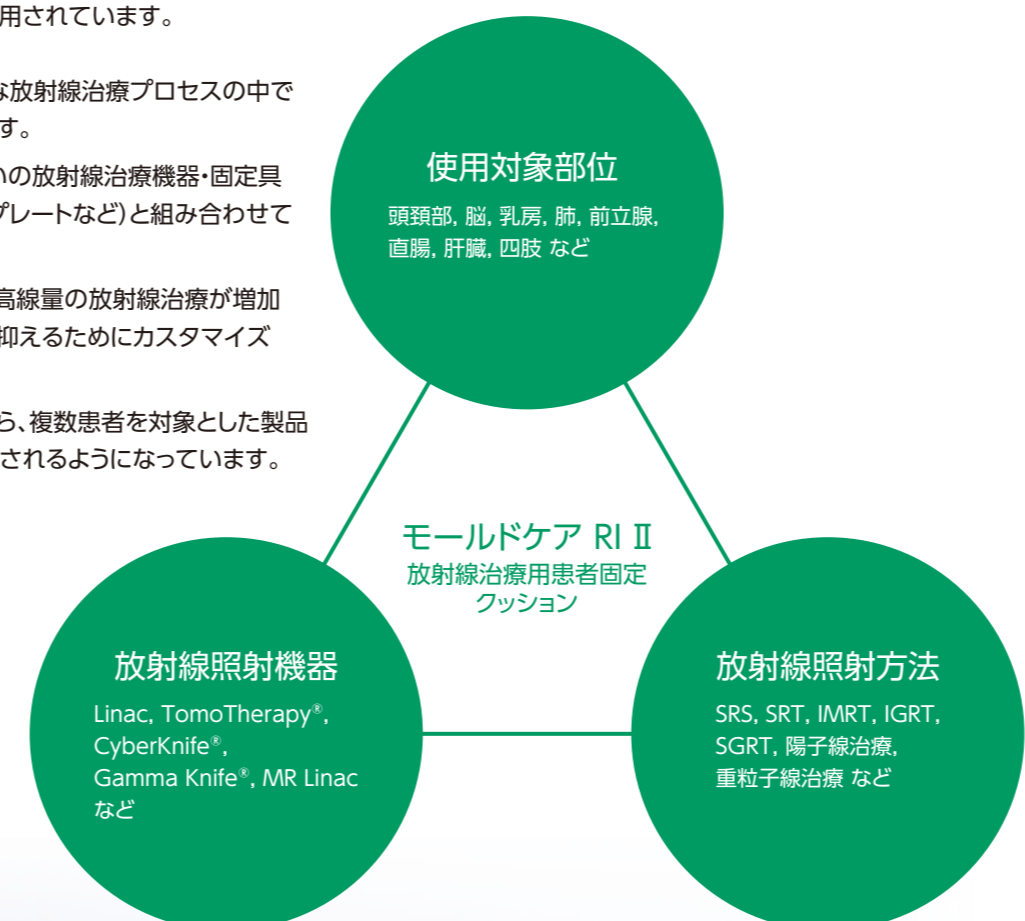 用されています。
な放射線治療プロセスの中で
す。
いの放射線治療機器・固定具
プレートなど)と組み合わせて
高線量の放射線治療が増加
抑えるためにカスタマイズ
ら、複数患者を対象とした製品
されるようになっています。
使用対象部位
頭頚部, 脳, 乳房, 肺, 前立腺,
直腸, 肝臓, 四肢 など
モールドケア RI Ⅱ
放射線治療用患者固定
クッション
放射線照射機器
Linac, TomoTherapy®,
CyberKnife®,
Gamma Knife®, MR Linac
など
放射線照射方法
SRS, SRT, IMRT, IGRT,
SGRT, 陽子線治療,
重粒子線治療 など